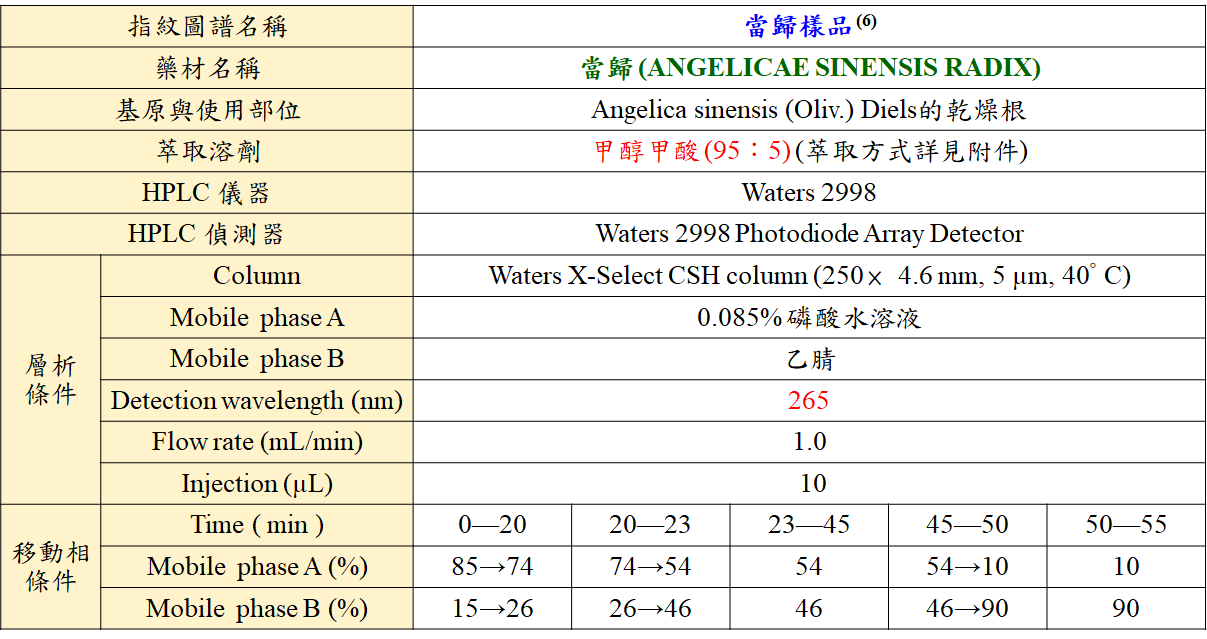 指紋圖譜名稱 當歸樣品(6)
藥材名稱 當歸(ANGELICAE SINENSIS RADIX)
基原與使用部位 Angelica sinensis (Oliv.) Diels的乾燥根
萃取溶劑 甲醇甲酸(95：5)(萃取方式詳見附件)
HPLC 儀器 Waters 2998
HPLC 偵測器 Waters 2998 Photodiode Array Detector
層析條件
Column Waters X-Select CSH column (250× 4.6 mm, 5 µm, 40° C)
Mobile phase A 0.085%磷酸水溶液
Mobile phase B 乙腈
Detection wavelength (nm) 265
Flow rate (mL/min) 1.0
Injection (µL) 10
移動相條件
Time ( min ) 0—20 20—23 23—45 45—50 50—55
Mobile phase A (%) 85→74 74→54 54 54→10 10
Mobile phase B (%) 15→26 26→46 46 46→90 90